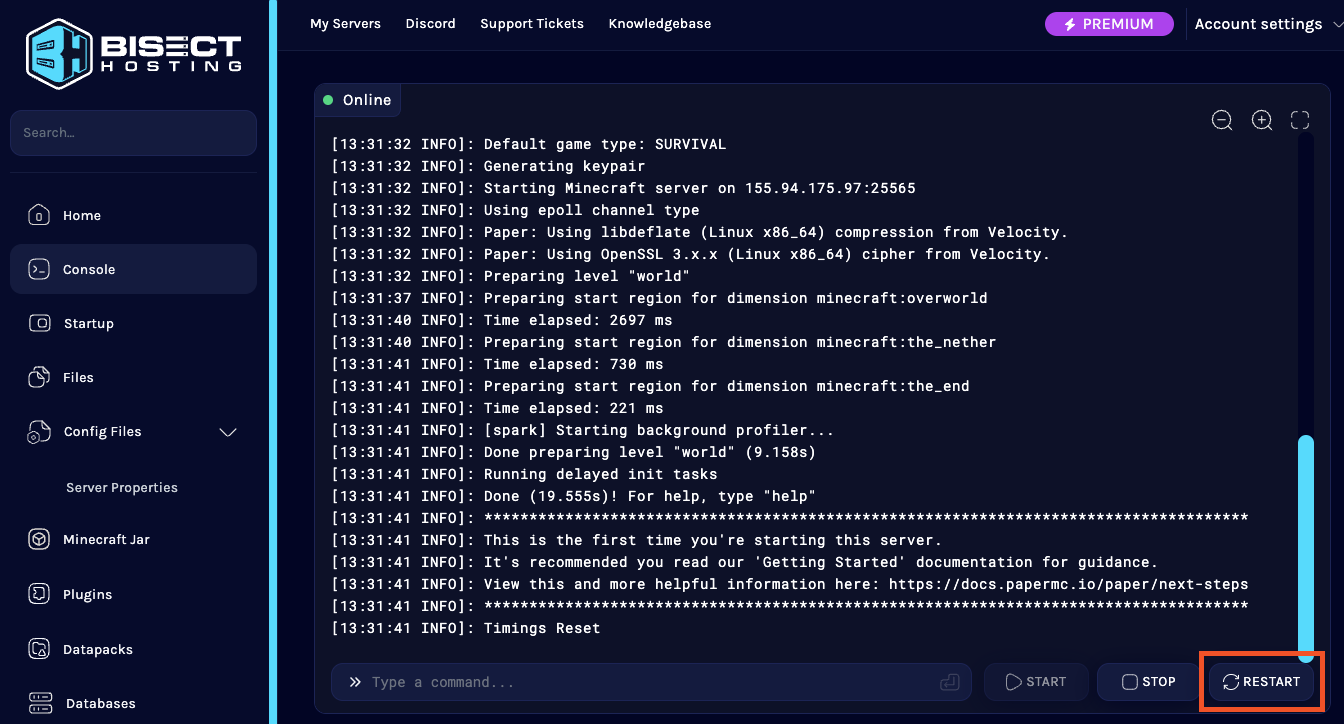 BISECT
HOSTING
My Servers Discord Support Tickets Knowledgebase PREMIUM Account settings
Search...
Home
Console
Startup
Files
Config Files
Server Properties
Minecraft Jar
Plugins
Datapacks
Databases
Online
[13:31:32 INFO]: Default game type: SURVIVAL
[13:31:32 INFO]: Generating keypair
[13:31:32 INFO]: Starting Minecraft server on 155.94.175.97:25565
[13:31:32 INFO]: Using epoll channel type
[13:31:32 INFO]: Paper: Using libdeflate (Linux x86_64) compression from Velocity.
[13:31:32 INFO]: Paper: Using OpenSSL 3.x.x (Linux x86_64) cipher from Velocity.
[13:31:32 INFO]: Preparing level "world"
[13:31:37 INFO]: Preparing start region for dimension minecraft:overworld
[13:31:40 INFO]: Time elapsed: 2697 ms
[13:31:40 INFO]: Preparing start region for dimension minecraft:the_nether
[13:31:41 INFO]: Time elapsed: 730 ms
[13:31:41 INFO]: Preparing start region for dimension minecraft:the_end
[13:31:41 INFO]: Time elapsed: 221 ms
[13:31:41 INFO]: [spark] Starting background profiler...
[13:31:41 INFO]: Done preparing level "world" (9.158s)
[13:31:41 INFO]: Running delayed init tasks
[13:31:41 INFO]: Done (19.555s)! For help, type "help"
[13:31:41 INFO]: *************************************************************************************
[13:31:41 INFO]: This is the first time you're starting this server.
[13:31:41 INFO]: It's recommended you read our 'Getting Started' documentation for guidance.
[13:31:41 INFO]: View this and more helpful information here: https://docs.papermc.io/paper/next-steps
[13:31:41 INFO]: *************************************************************************************
[13:31:41 INFO]: Timings Reset
Type a command... START STOP RESTART